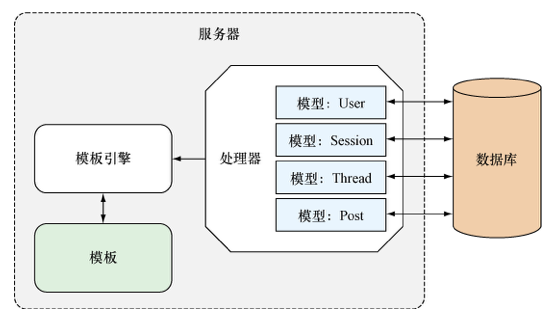 服务器
模型：User
模型：Session
模板引擎
处理器
数据库
模型：Thread
模型：Post
模板